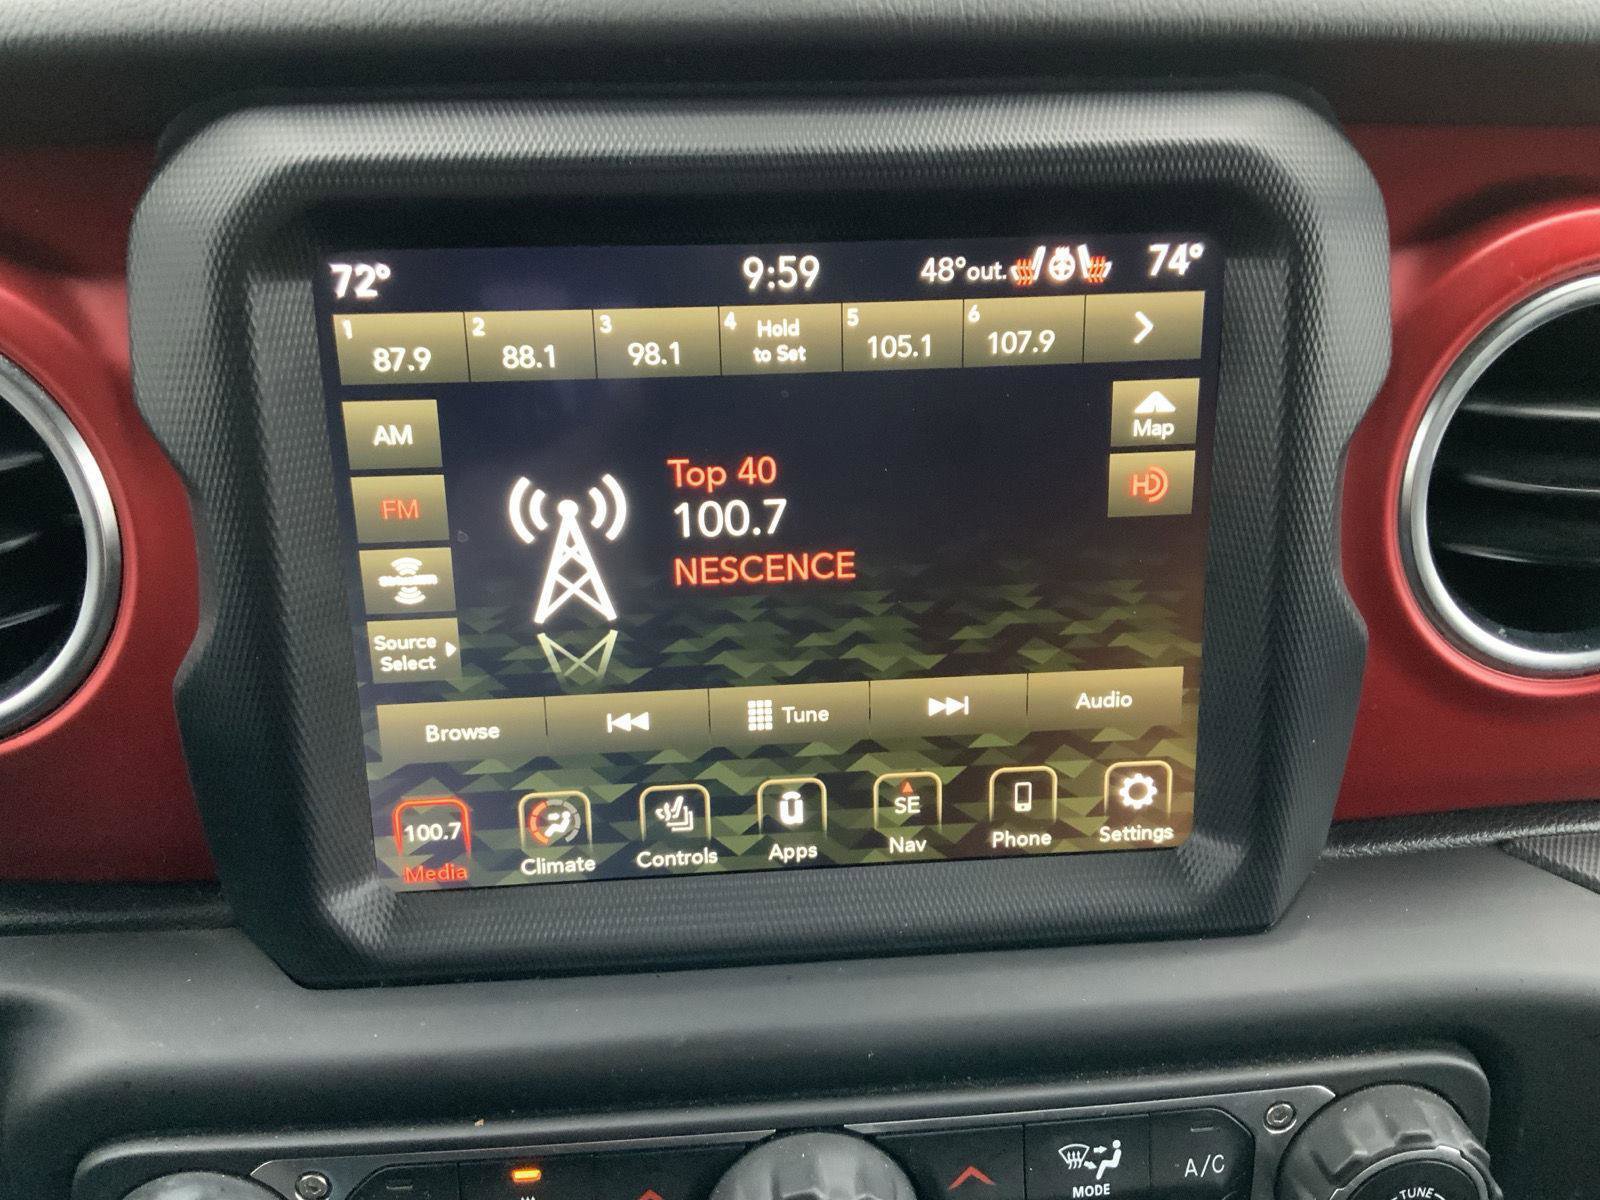 72° 9:59 48°out. 74°
1 87.9 2 88.1 3 98.1 4 Hold to Set 5 105.1 6 107.9
AM
Map
Top 40
FM
100.7
HD
NESCENCE
SiriusXM
Source
Select
Browse Tune Audio
100.7 SE
Media Climate Controls Apps Nav Phone Settings
MODE A/C TUNE